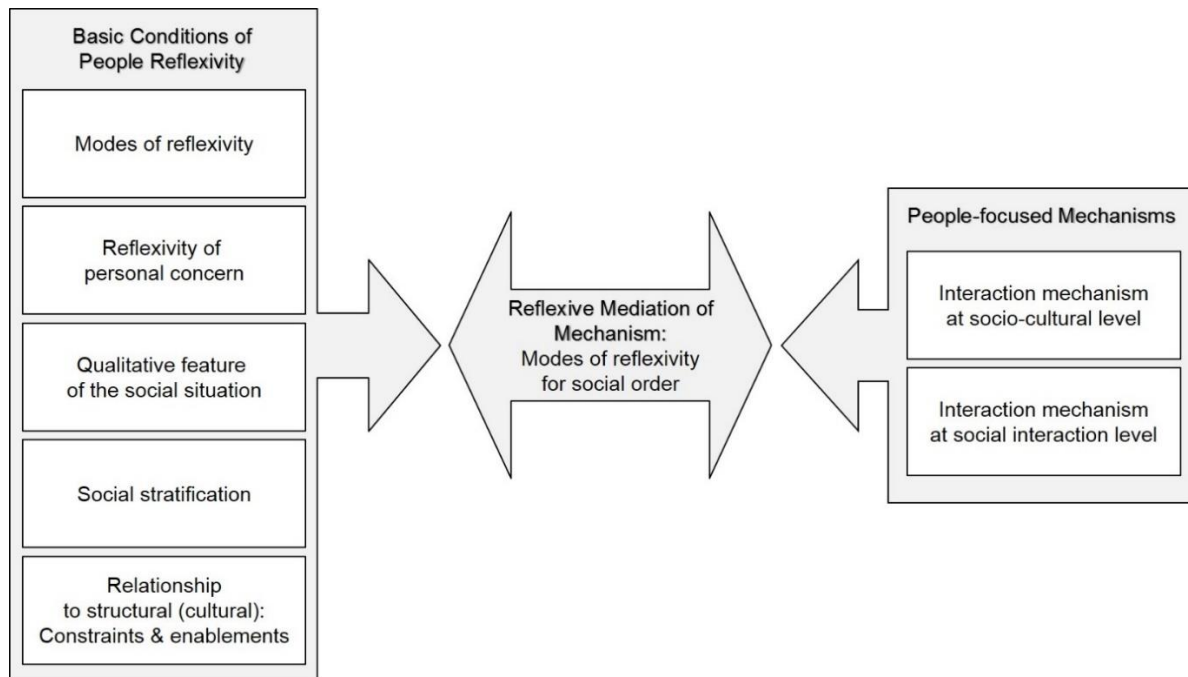 Basic Conditions of
People Reflexivity
Modes of reflexivity
Reflexivity of
personal concern
Qualitative feature
of the social situation
Social stratification
Relationship
to structural (cultural):
Constraints & enablements
Reflexive Mediation of
Mechanism:
Modes of reflexivity
for social order
People-focused Mechanisms
Interaction mechanism
at socio-cultural level
Interaction mechanism
at social interaction level